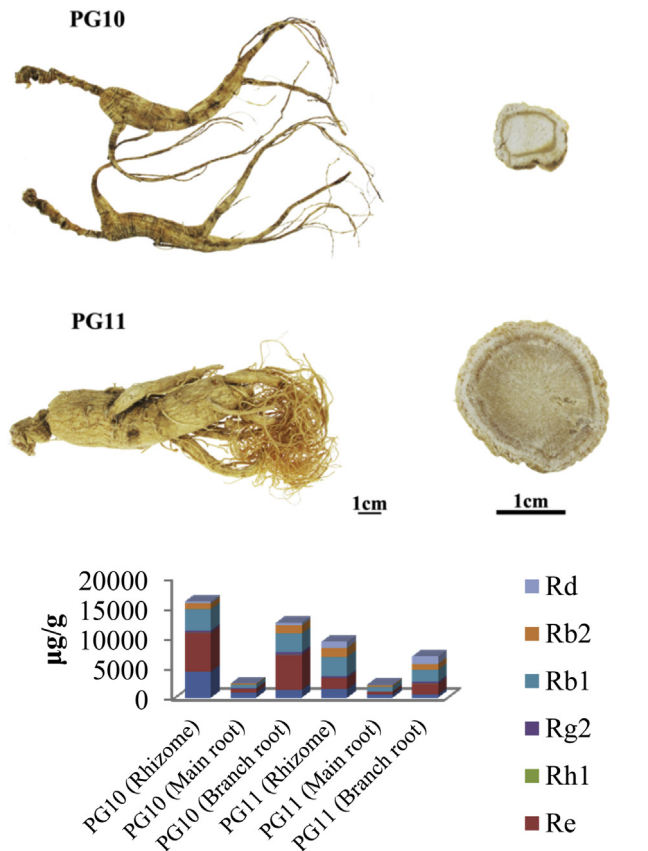 PG10
PG11
1cm
1cm
20000
15000
10000
5000
0
μg/g
PG10 (Rhizome)
PG10 (Main root)
PG10 (Branch root)
PG11 (Rhizome)
PG11 (Main root)
PG11 (Branch root)
Rd
Rb2
Rb1
Rg2
Rh1
Re